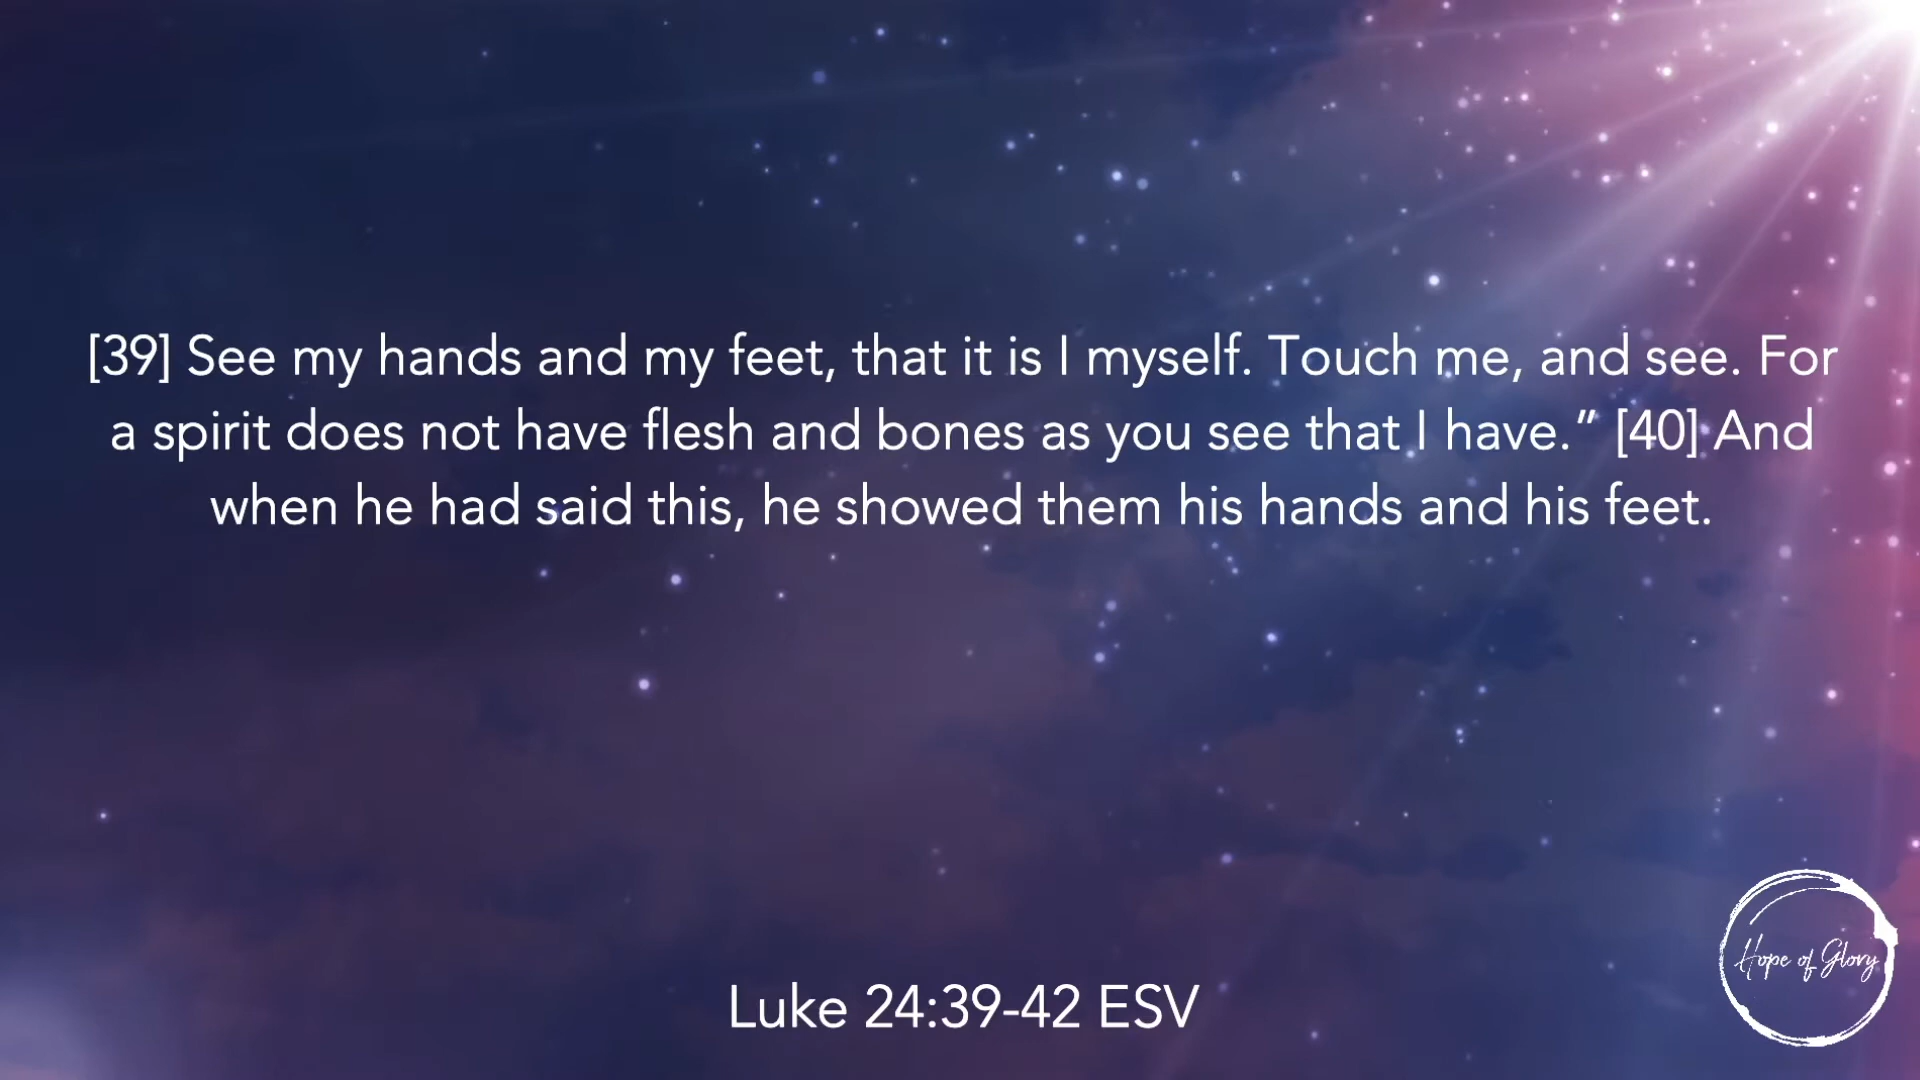 [39] See my hands and my feet, that it is I myself. Touch me, and see. For
a spirit does not have flesh and bones as you see that I have.” [40] And
when he had said this, he showed them his hands and his feet.
Luke 24:39-42 ESV
Hope of Glory